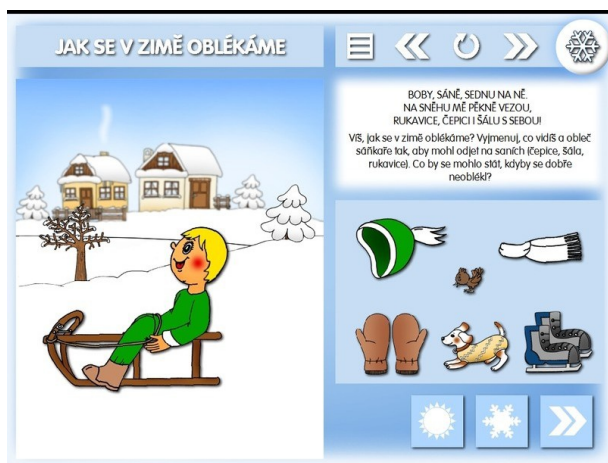 JAK SE V ZIMĚ OBLÉKÁME
BOBY, SÁNĚ, SEDNU NA NĚ.
NA SNĚHU MĚ PĚKNĚ VEZOU,
RUKAVICE, ČEPICI I ŠÁLU S SEBOU!
Víš, jak se v zimě oblékáme? Vyjmenuj, co vidíš a obleč
sáňkaře tak, aby mohl odjet na saních (čepice, šála,
rukavice). Co by se mohlo stát, kdyby se dobře
neoblékl?